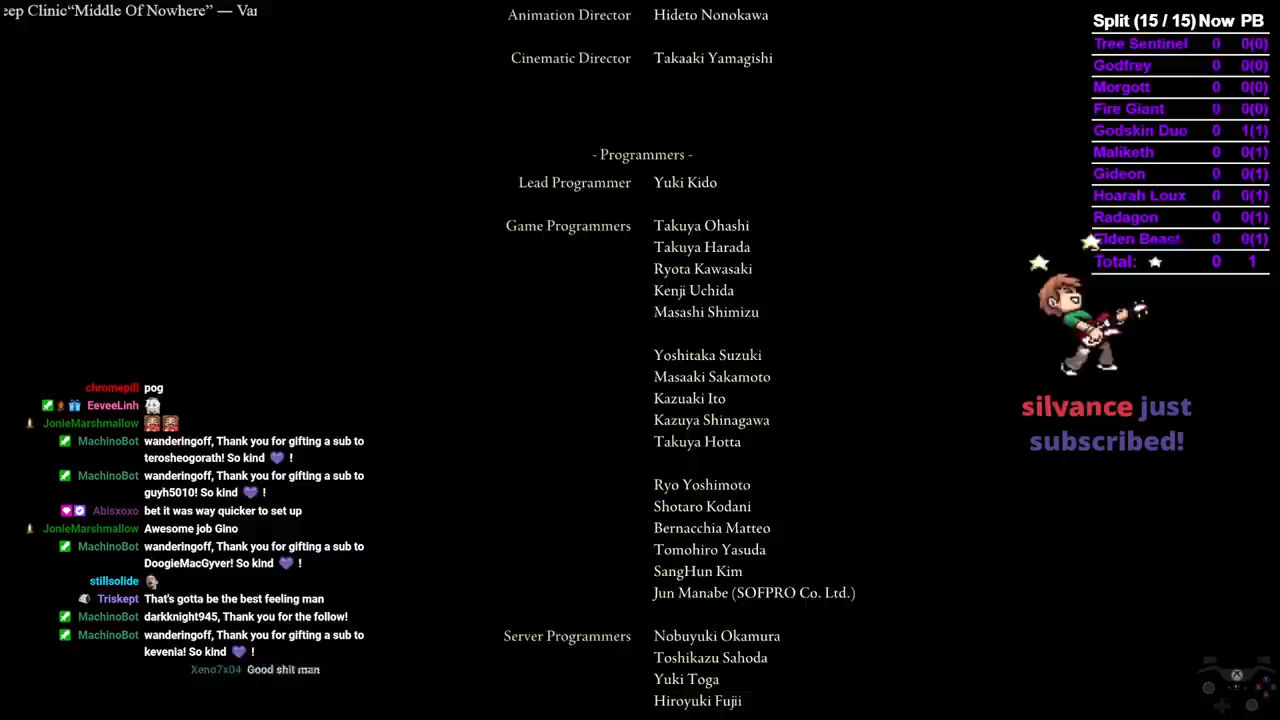 eep Clinic“Middle Of Nowhere” — Var
Animation Director Hideto Nonokawa
Cinematic Director Takaaki Yamagishi
- Programmers -
Lead Programmer Yuki Kido
Game Programmers Takuya Ohashi
Takuya Harada
Ryota Kawasaki
Kenji Uchida
Masashi Shimizu
Yoshitaka Suzuki
Masaaki Sakamoto
Kazuaki Ito
Kazuya Shinagawa
Takuya Hotta
Ryo Yoshimoto
Shotaro Kodani
Bernacchia Matteo
Tomohiro Yasuda
SangHun Kim
Jun Manabe (SOFPRO Co. Ltd.)
Server Programmers Nobuyuki Okamura
Toshikazu Sahoda
Yuki Toga
Hiroyuki Fujii
Split (15 / 15) Now PB
Tree Sentinel 0 0(0)
Godfrey 0 0(0)
Morgott 0 0(0)
Fire Giant 0 0(0)
Godskin Duo 0 1(1)
Maliketh 0 0(1)
Gideon 0 0(1)
Hoarah Loux 0 0(1)
Radagon 0 0(1)
Elden Beast 0 0(1)
Total: 0 1
silvance just
subscribed!
chromepill pog
EeveeLinh
JonieMarshmallow
MachinoBot wanderingoff, Thank you for gifting a sub to
terosheogorath! So kind !
MachinoBot wanderingoff, Thank you for gifting a sub to
guyh5010! So kind !
Abisxoxo bet it was way quicker to set up
JonieMarshmallow Awesome job Gino
MachinoBot wanderingoff, Thank you for gifting a sub to
DoogieMacGyver! So kind !
stillsolide
Triskept That's gotta be the best feeling man
MachinoBot darkknight945, Thank you for the follow!
MachinoBot wanderingoff, Thank you for gifting a sub to
kevenia! So kind !
Xeno7x04 Good shit man